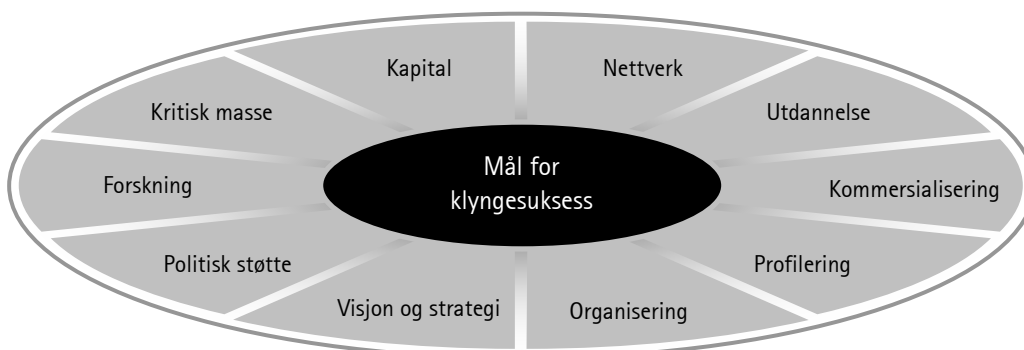 Kapital
Nettverk
Kritisk masse
Utdannelse
Mål for
klyngesuksess
Forskning
Kommersialisering
Politisk støtte
Profilering
Visjon og strategi
Organisering